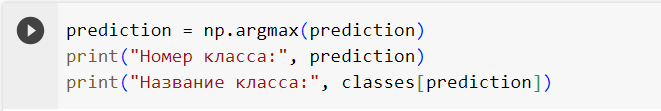 prediction = np.argmax(prediction)
print("Номер класса:", prediction)
print("Название класса:", classes[prediction])